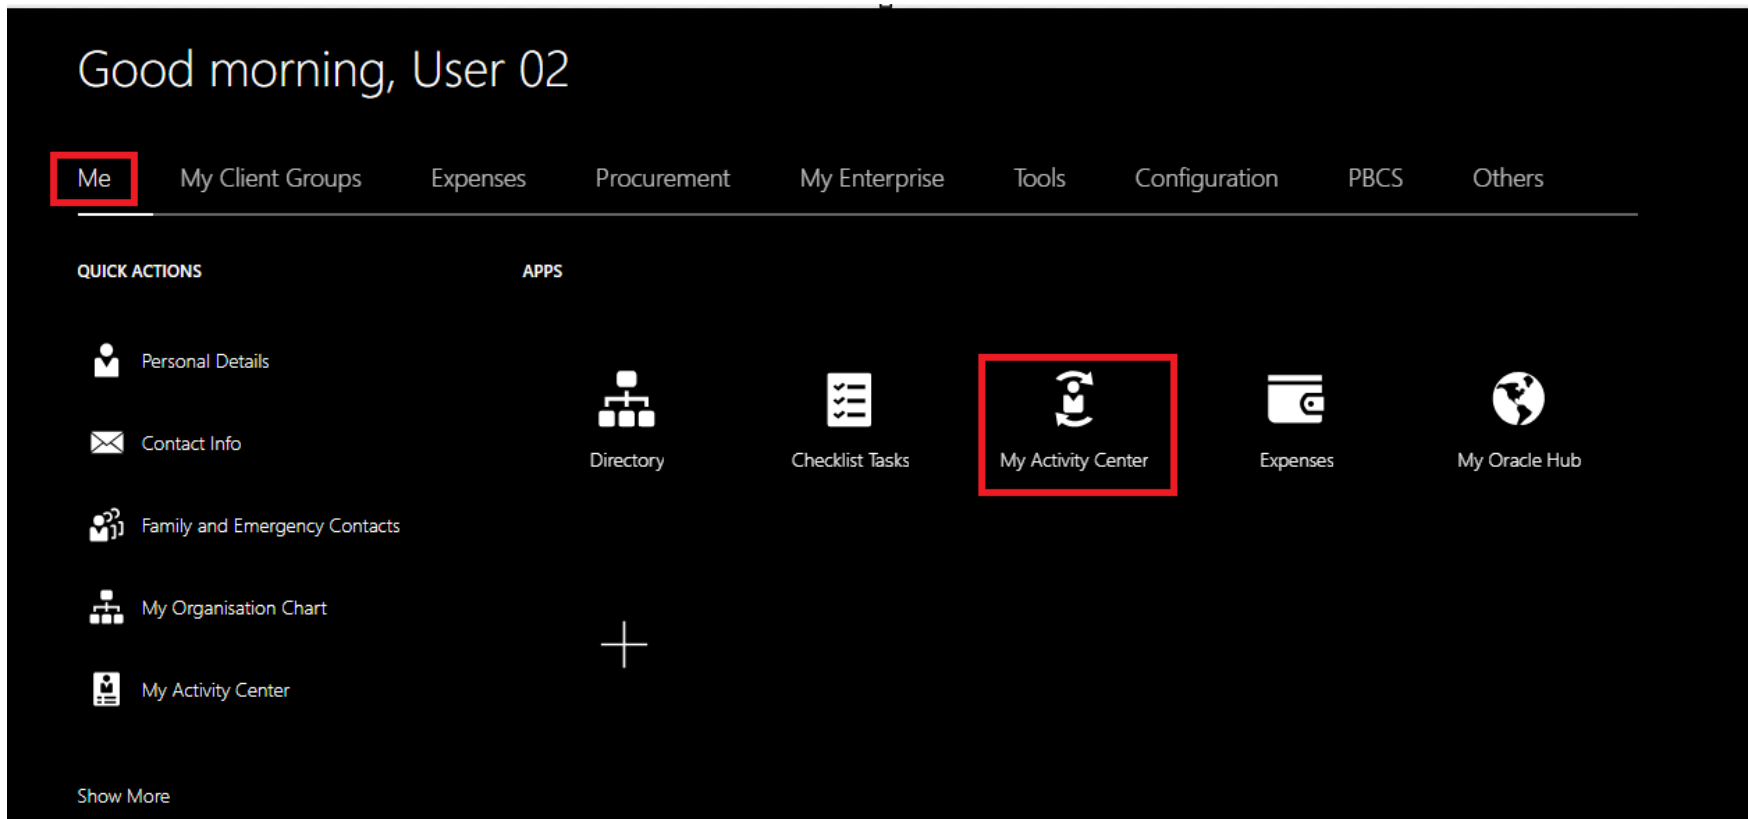 Good morning, User 02
Me My Client Groups Expenses Procurement My Enterprise Tools Configuration PBCS Others
QUICK ACTIONS
Personal Details
Contact Info
Family and Emergency Contacts
My Organisation Chart
My Activity Center
Show More
APPS
Directory Checklist Tasks My Activity Center Expenses My Oracle Hub